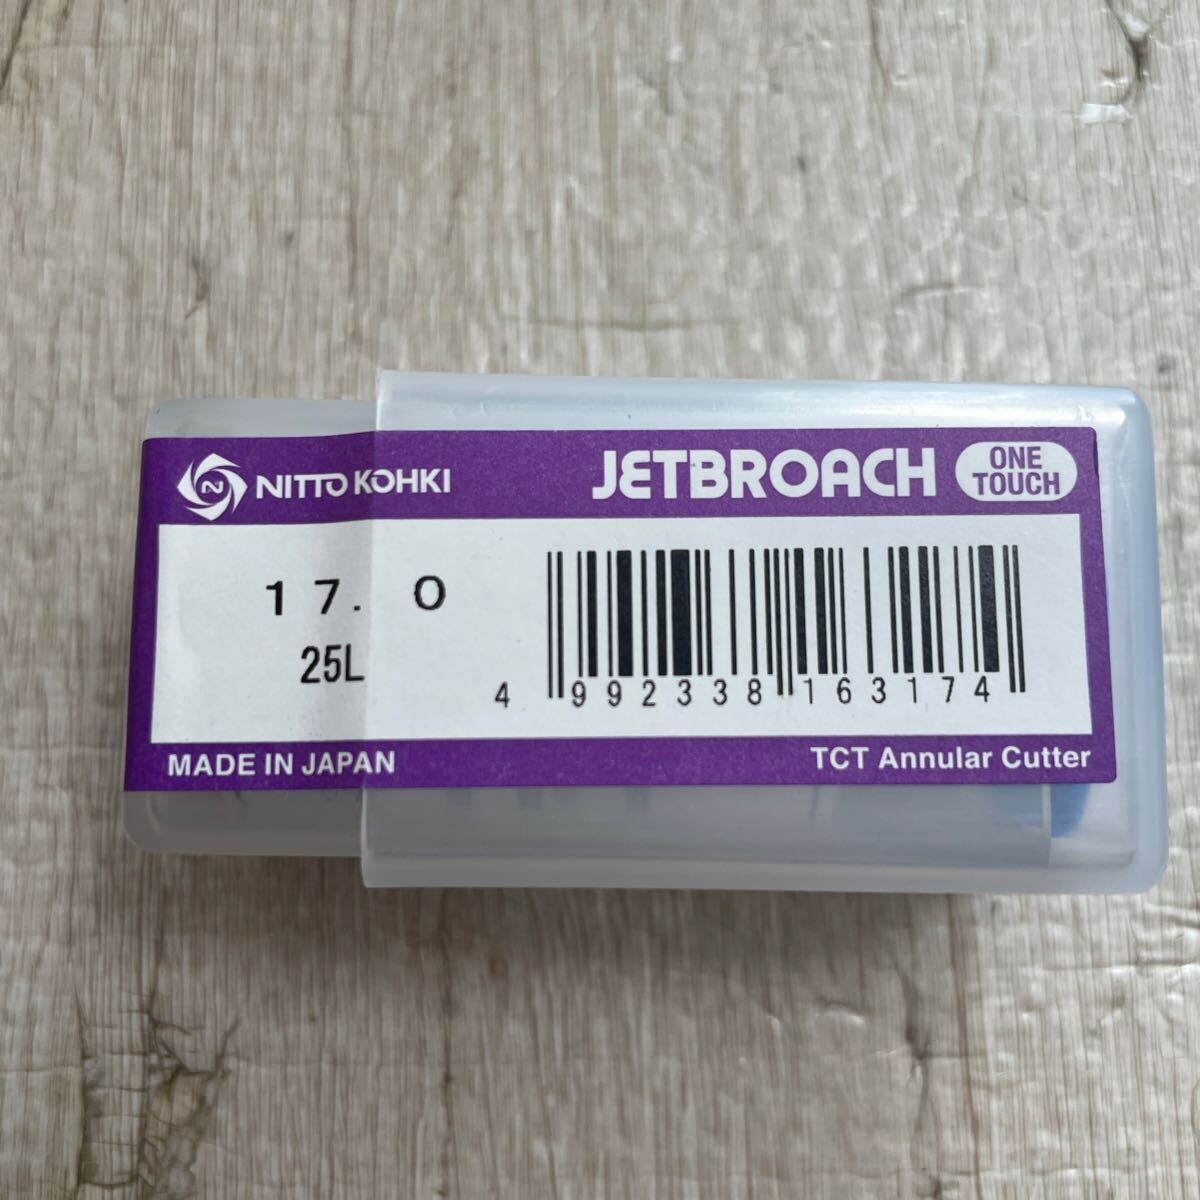 NITTO KOHKI
JETBROACH
ONE
TOUCH
17.0
25L
4 992338 163174
MADE IN JAPAN
TCT Annular Cutter